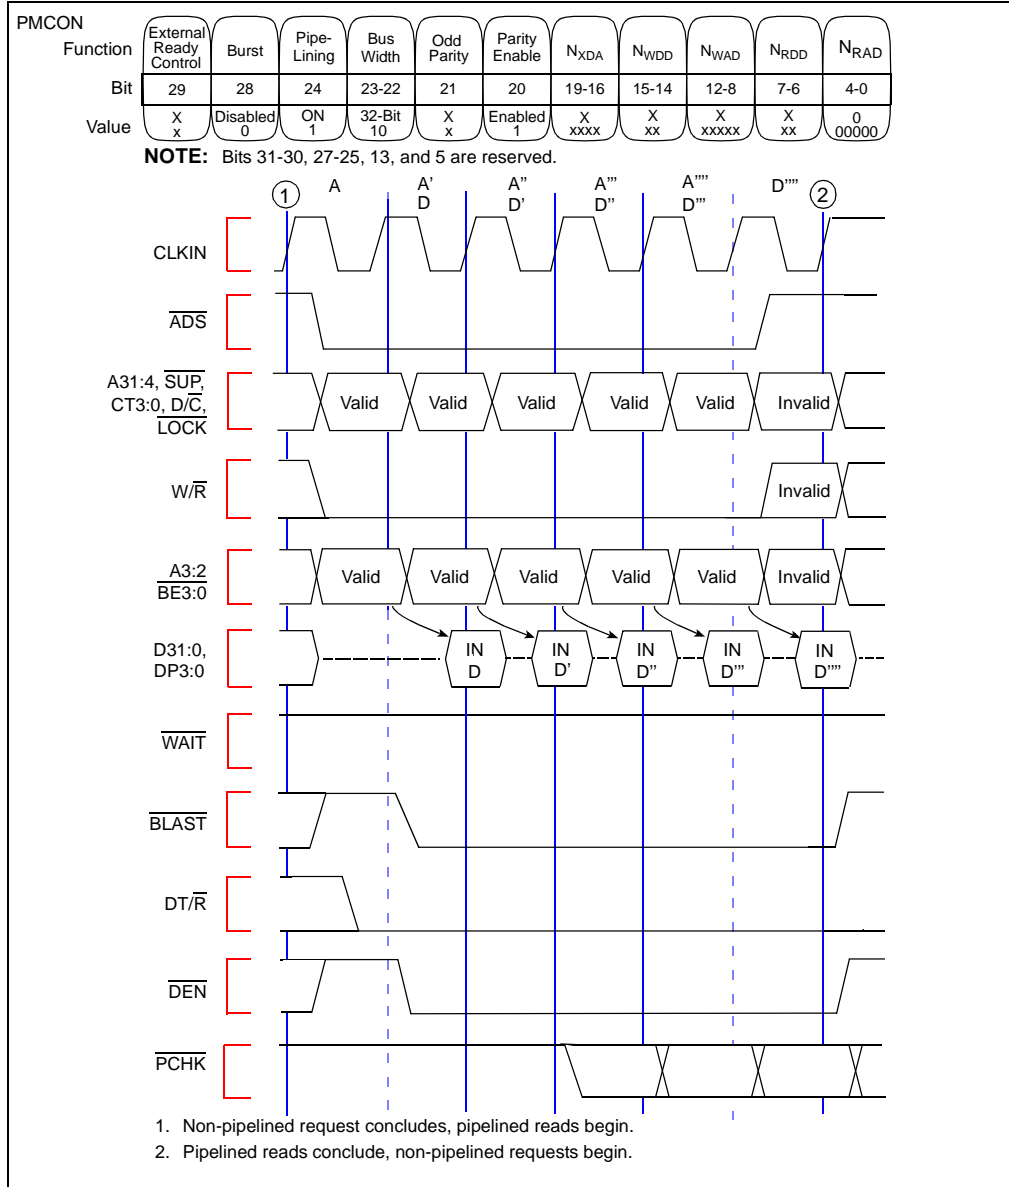 PMCON
Function External Ready Control Burst Pipe-Lining Bus Width Odd Parity Parity Enable NXDA NWDD NWAD NRDD NRAD
Bit 29 28 24 23-22 21 20 19-16 15-14 12-8 7-6 4-0
Value X x Disabled 0 ON 1 32-Bit 10 X x Enabled 1 X xxxx X xx X xxxxx X xx 0 00000
NOTE: Bits 31-30, 27-25, 13, and 5 are reserved.
1 A A' A'' A''' A'''' D'''' 2
D D' D'' D'''
CLKIN
ADS
A31:4, SUP,
CT3:0, D/C,
LOCK
Valid Valid Valid Valid Valid Invalid
W/R Invalid
A3:2
BE3:0
Valid Valid Valid Valid Valid Invalid
D31:0,
DP3:0
IN IN IN IN IN
D D' D'' D''' D''''
WAIT
BLAST
DT/R
DEN
PCHK
1. Non-pipelined request concludes, pipelined reads begin.
2. Pipelined reads conclude, non-pipelined requests begin.